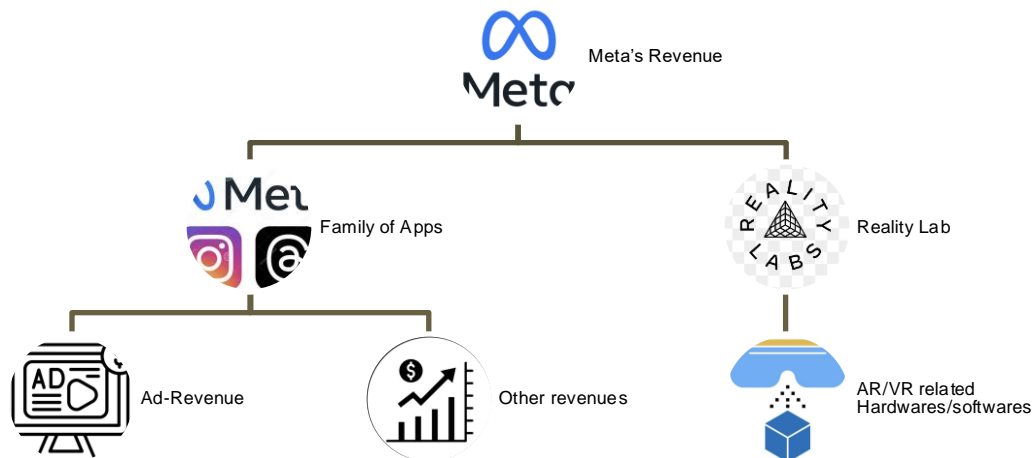 Meta
Meta's Revenue
Met
Family of Apps
REALITY LABS
Reality Lab
AD
Ad-Revenue
$
Other revenues
AR/VR related
Hardwares/softwares